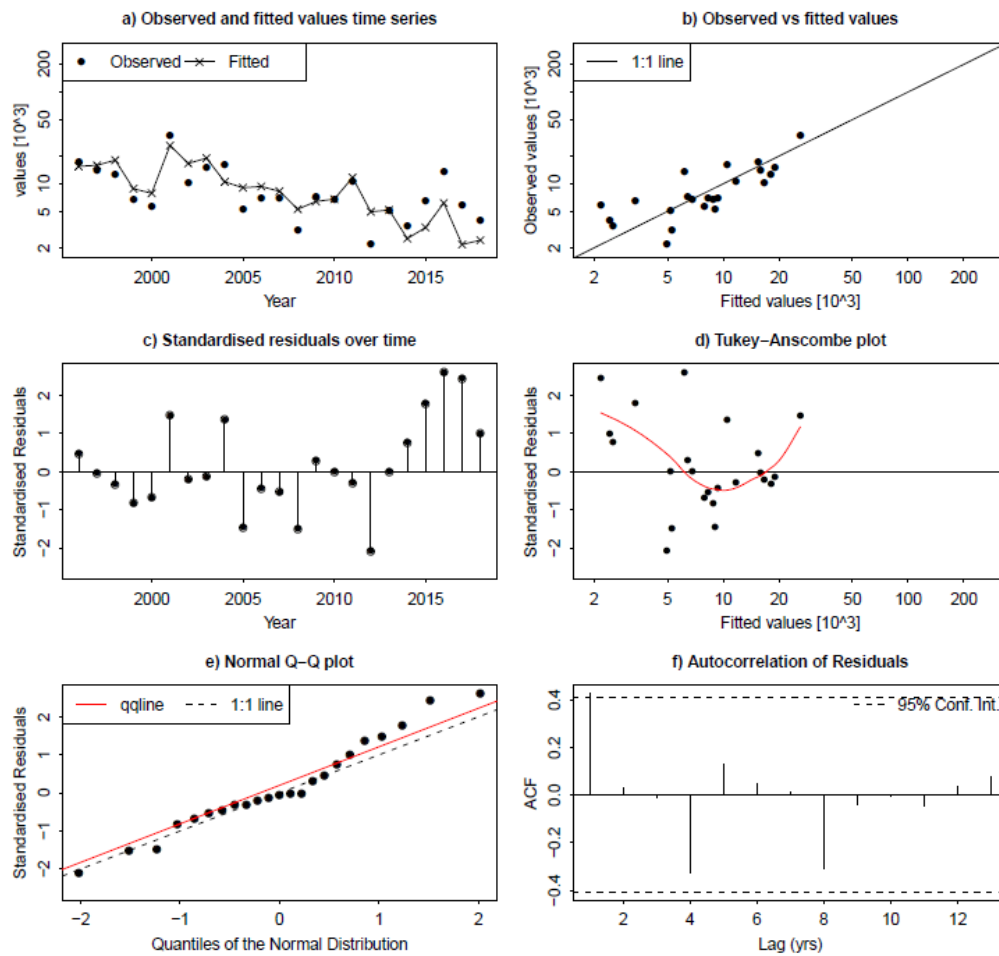 a) Observed and fitted values time series
values [10^3]
200
50
20
10
5
2
Observed
Fitted
2000 2005 2010 2015
Year
b) Observed vs fitted values
Observed values [10^3]
200
50
20
10
5
2
1:1 line
2 5 10 20 50 100 200
Fitted values [10^3]
c) Standardised residuals over time
Standardised Residuals
2
1
0
−1
−2
2000 2005 2010 2015
Year
d) Tukey−Anscombe plot
Standardised Residuals
2
1
0
−1
−2
2 5 10 20 50 100 200
Fitted values [10^3]
e) Normal Q−Q plot
Standardised Residuals
2
1
0
−1
−2
qqline
1:1 line
−2 −1 0 1 2
Quantiles of the Normal Distribution
f) Autocorrelation of Residuals
ACF
0.4
0.2
0.0
−0.2
−0.4
95% Conf. Int.
2 4 6 8 10 12
Lag (yrs)